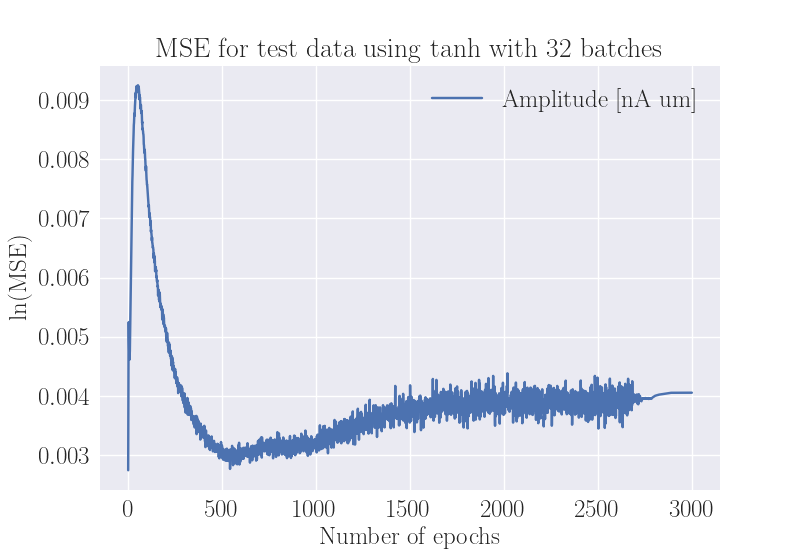 MSE for test data using tanh with 32 batches
Amplitude [nA um]
ln(MSE)
0.009
0.008
0.007
0.006
0.005
0.004
0.003
0 500 1000 1500 2000 2500 3000
Number of epochs